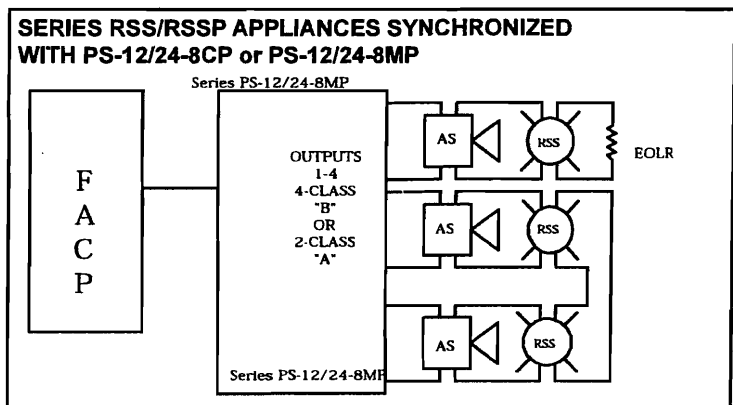 SERIES RSS/RSSP APPLIANCES SYNCHRONIZED
WITH PS-12/24-8CP or PS-12/24-8MP
Series PS-12/24-8MP
F
A
C
P
OUTPUTS
1-4
4-CLASS
"B"
OR
2-CLASS
"A"
AS
RSS
EOLR
AS
RSS
AS
RSS
Series PS-12/24-8MP